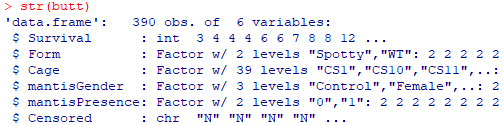 > str(butt)
'data.frame':   390 obs. of  6 variables:
 $ Survival      : int  3 4 4 4 6 6 7 8 8 12 ...
 $ Form          : Factor w/ 2 levels "Spotty","WT": 2 2 2 2 2
 $ Cage          : Factor w/ 39 levels "CS1","CS10","CS11",..:
 $ mantisGender  : Factor w/ 3 levels "Control","Female",..: 2
 $ mantisPresence: Factor w/ 2 levels "0","1": 2 2 2 2 2 2 2 2
 $ Censored      : chr  "N" "N" "N" "N" ...